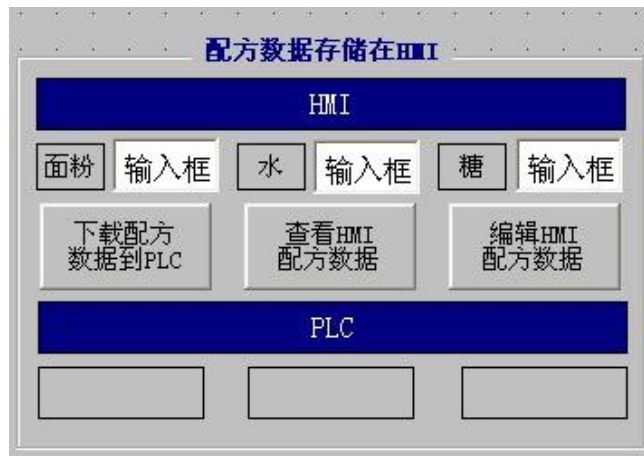 配方数据存储在HMI
HMI
面粉 输入框 水 输入框 糖 输入框
下载配方
数据到PLC
查看HMI
配方数据
编辑HMI
配方数据
PLC